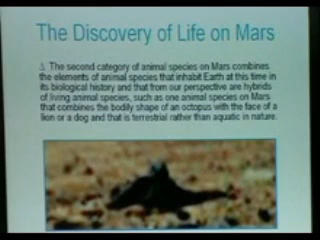 The Discovery of Life on Mars
The second category of animal species on Mars combines
the elements of animal species that inhabit Earth at this time in
its biological history and that from our perspective are hybrids
of living animal species, such as one animal species on Mars
that combines the bodily shape of an octopus with the face of a
lion or a dog and that is terrestrial rather than aquatic in nature.